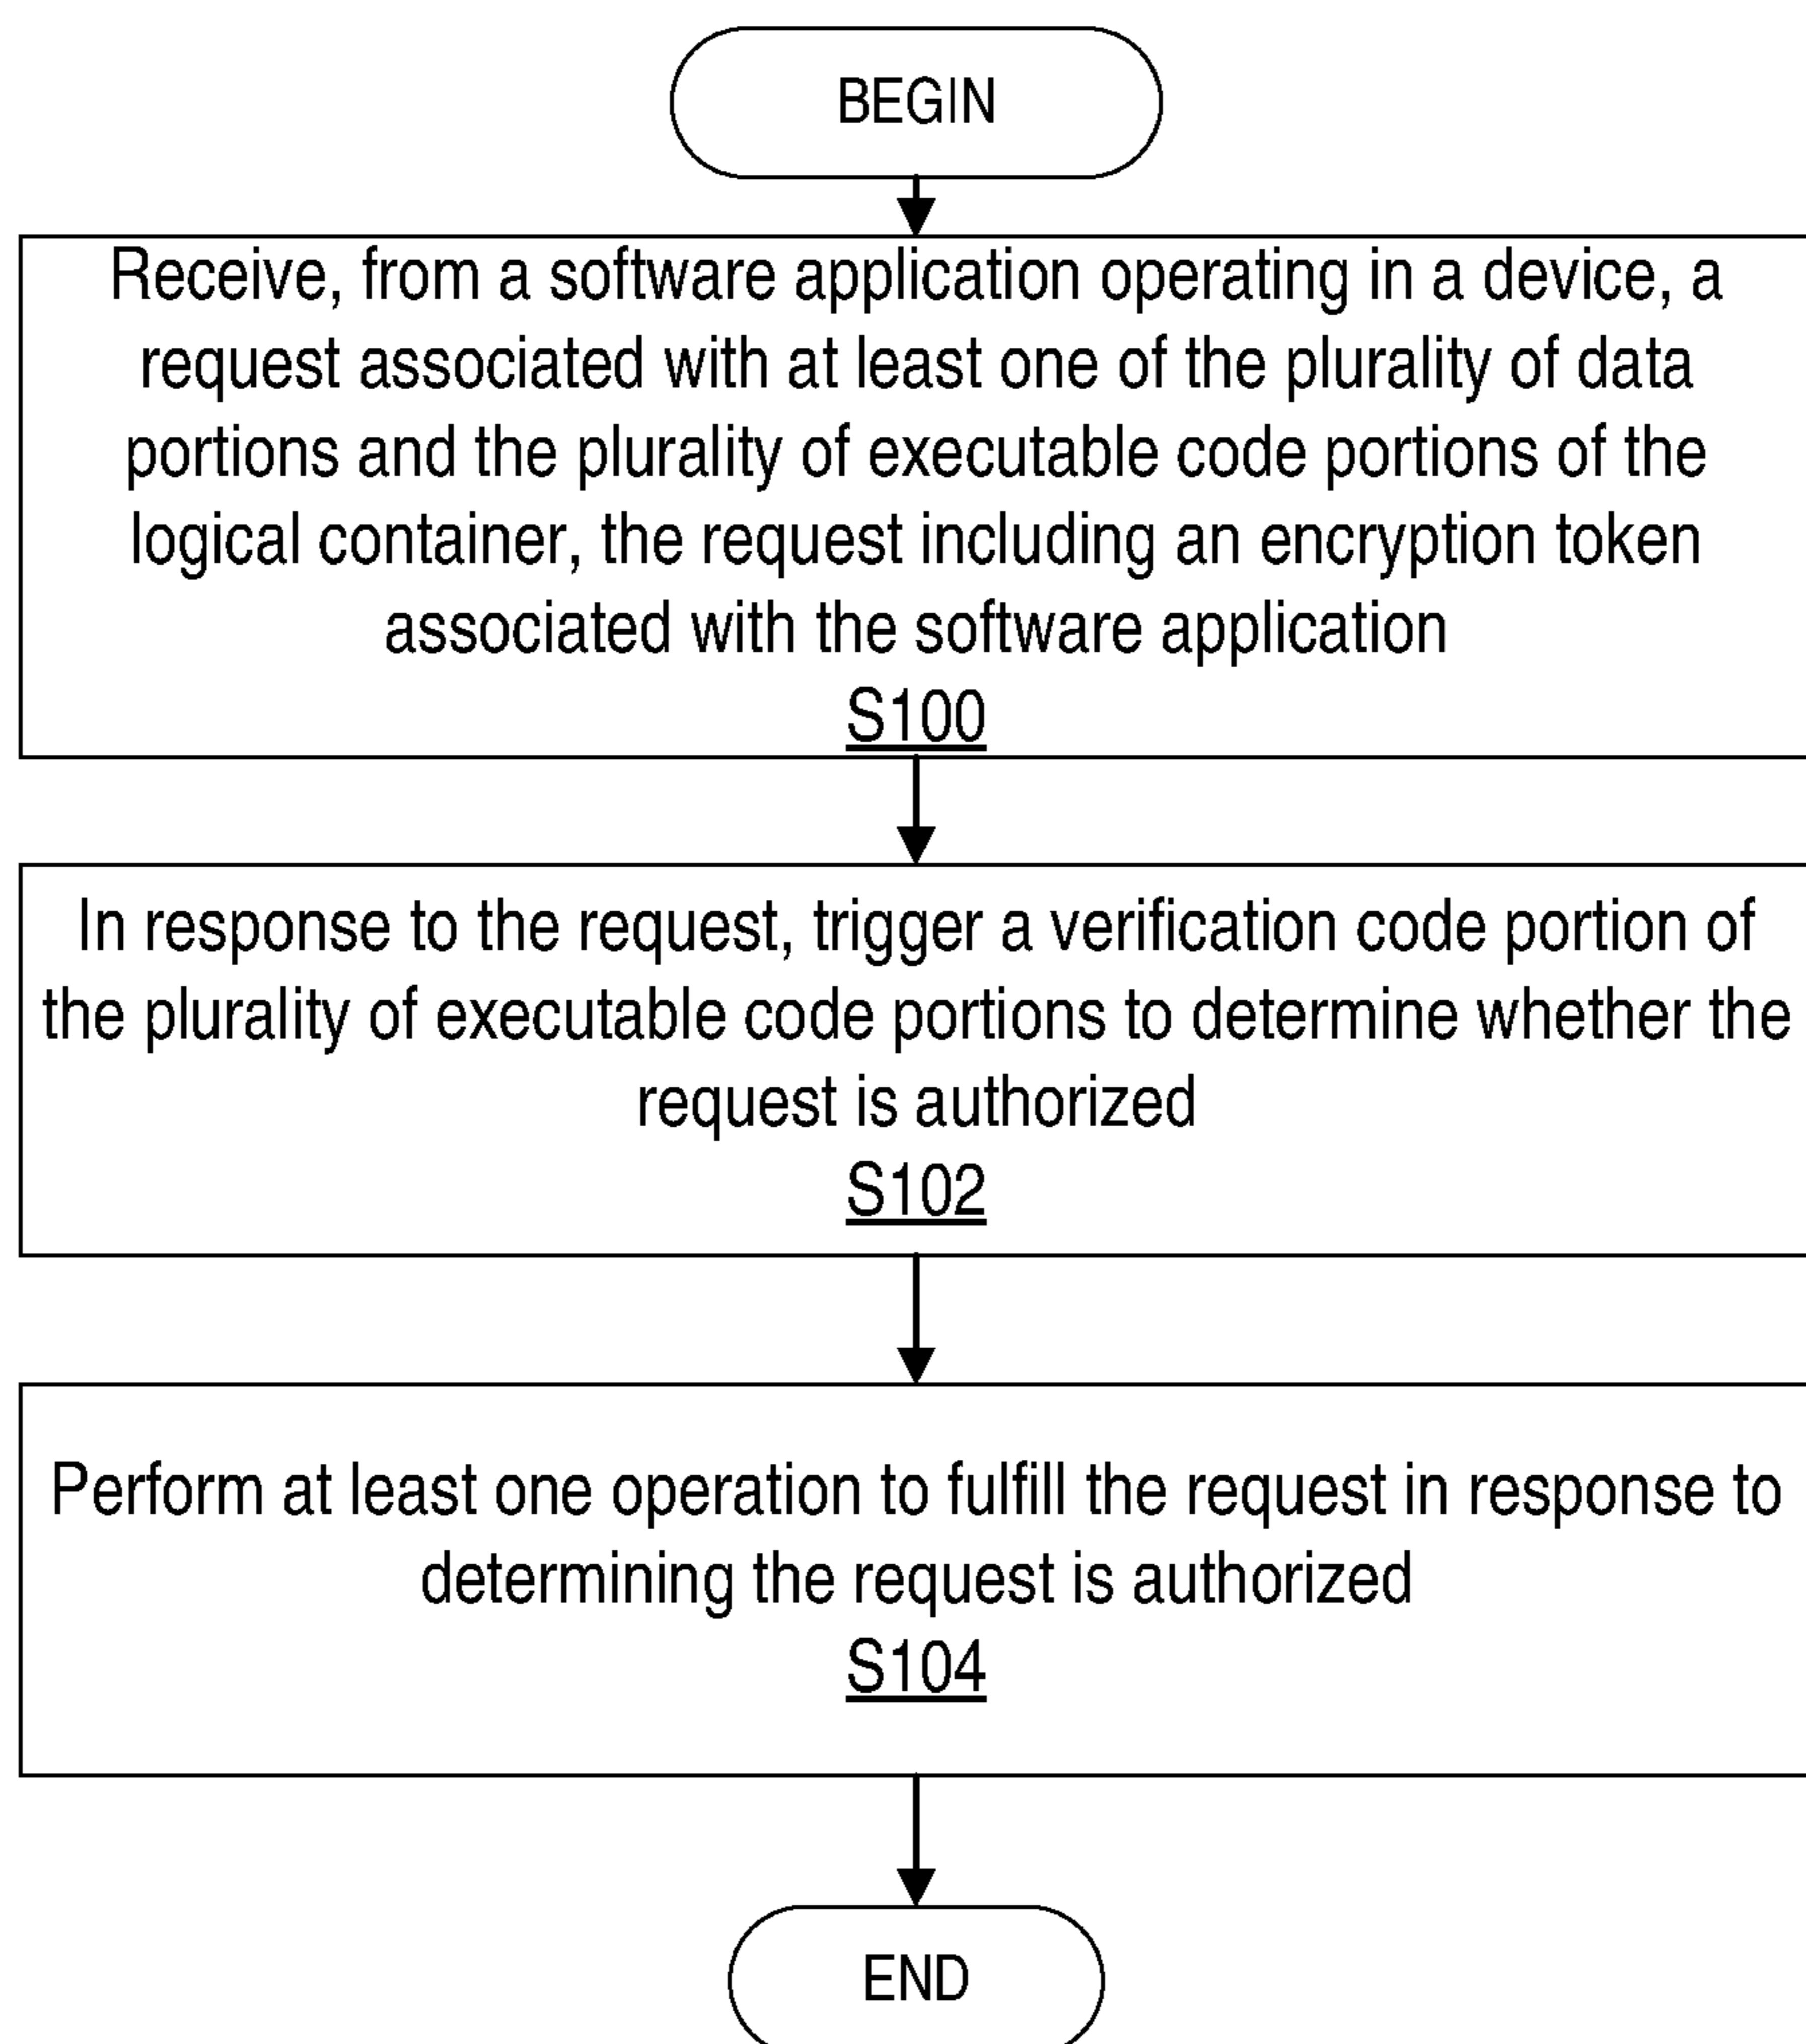 BEGIN
Receive, from a software application operating in a device, a
request associated with at least one of the plurality of data
portions and the plurality of executable code portions of the
logical container, the request including an encryption token
associated with the software application
S100
In response to the request, trigger a verification code portion of
the plurality of executable code portions to determine whether the
request is authorized
S102
Perform at least one operation to fulfill the request in response to
determining the request is authorized
S104
END